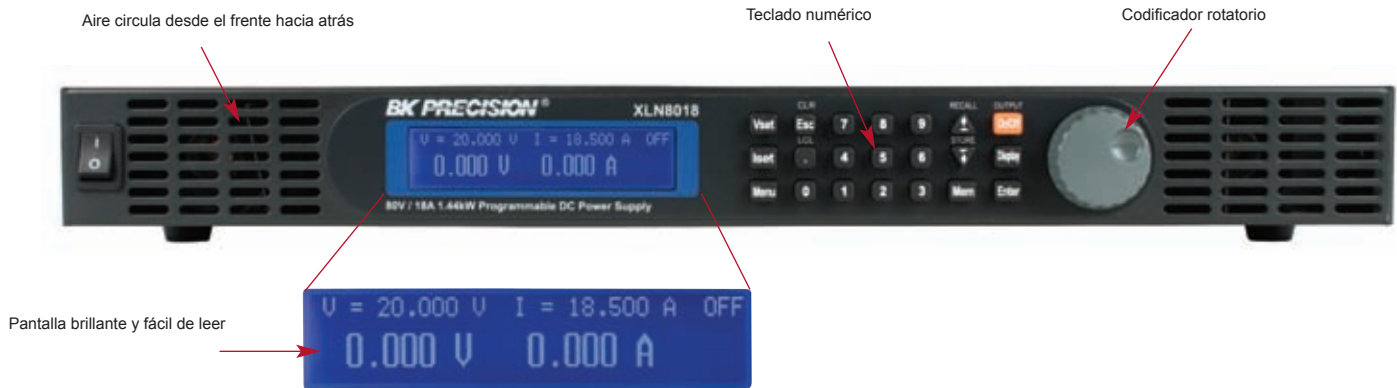 Aire circula desde el frente hacia atrás
Teclado numérico
Codificador rotatorio
BK PRECISION®
XLN8018
V = 20.000 V I = 18.500 A OFF
0.000 V 0.000 A
80V / 18A 1.44kW Programmable DC Power Supply
I
O
CLR
RECALL
OUTPUT
Vset Esc 7 8 9 On/Off
LCL
STORE
Iset . 4 5 6 Display
Menu 0 1 2 3 Mem Enter
Pantalla brillante y fácil de leer
V = 20.000 V I = 18.500 A OFF
0.000 V 0.000 A